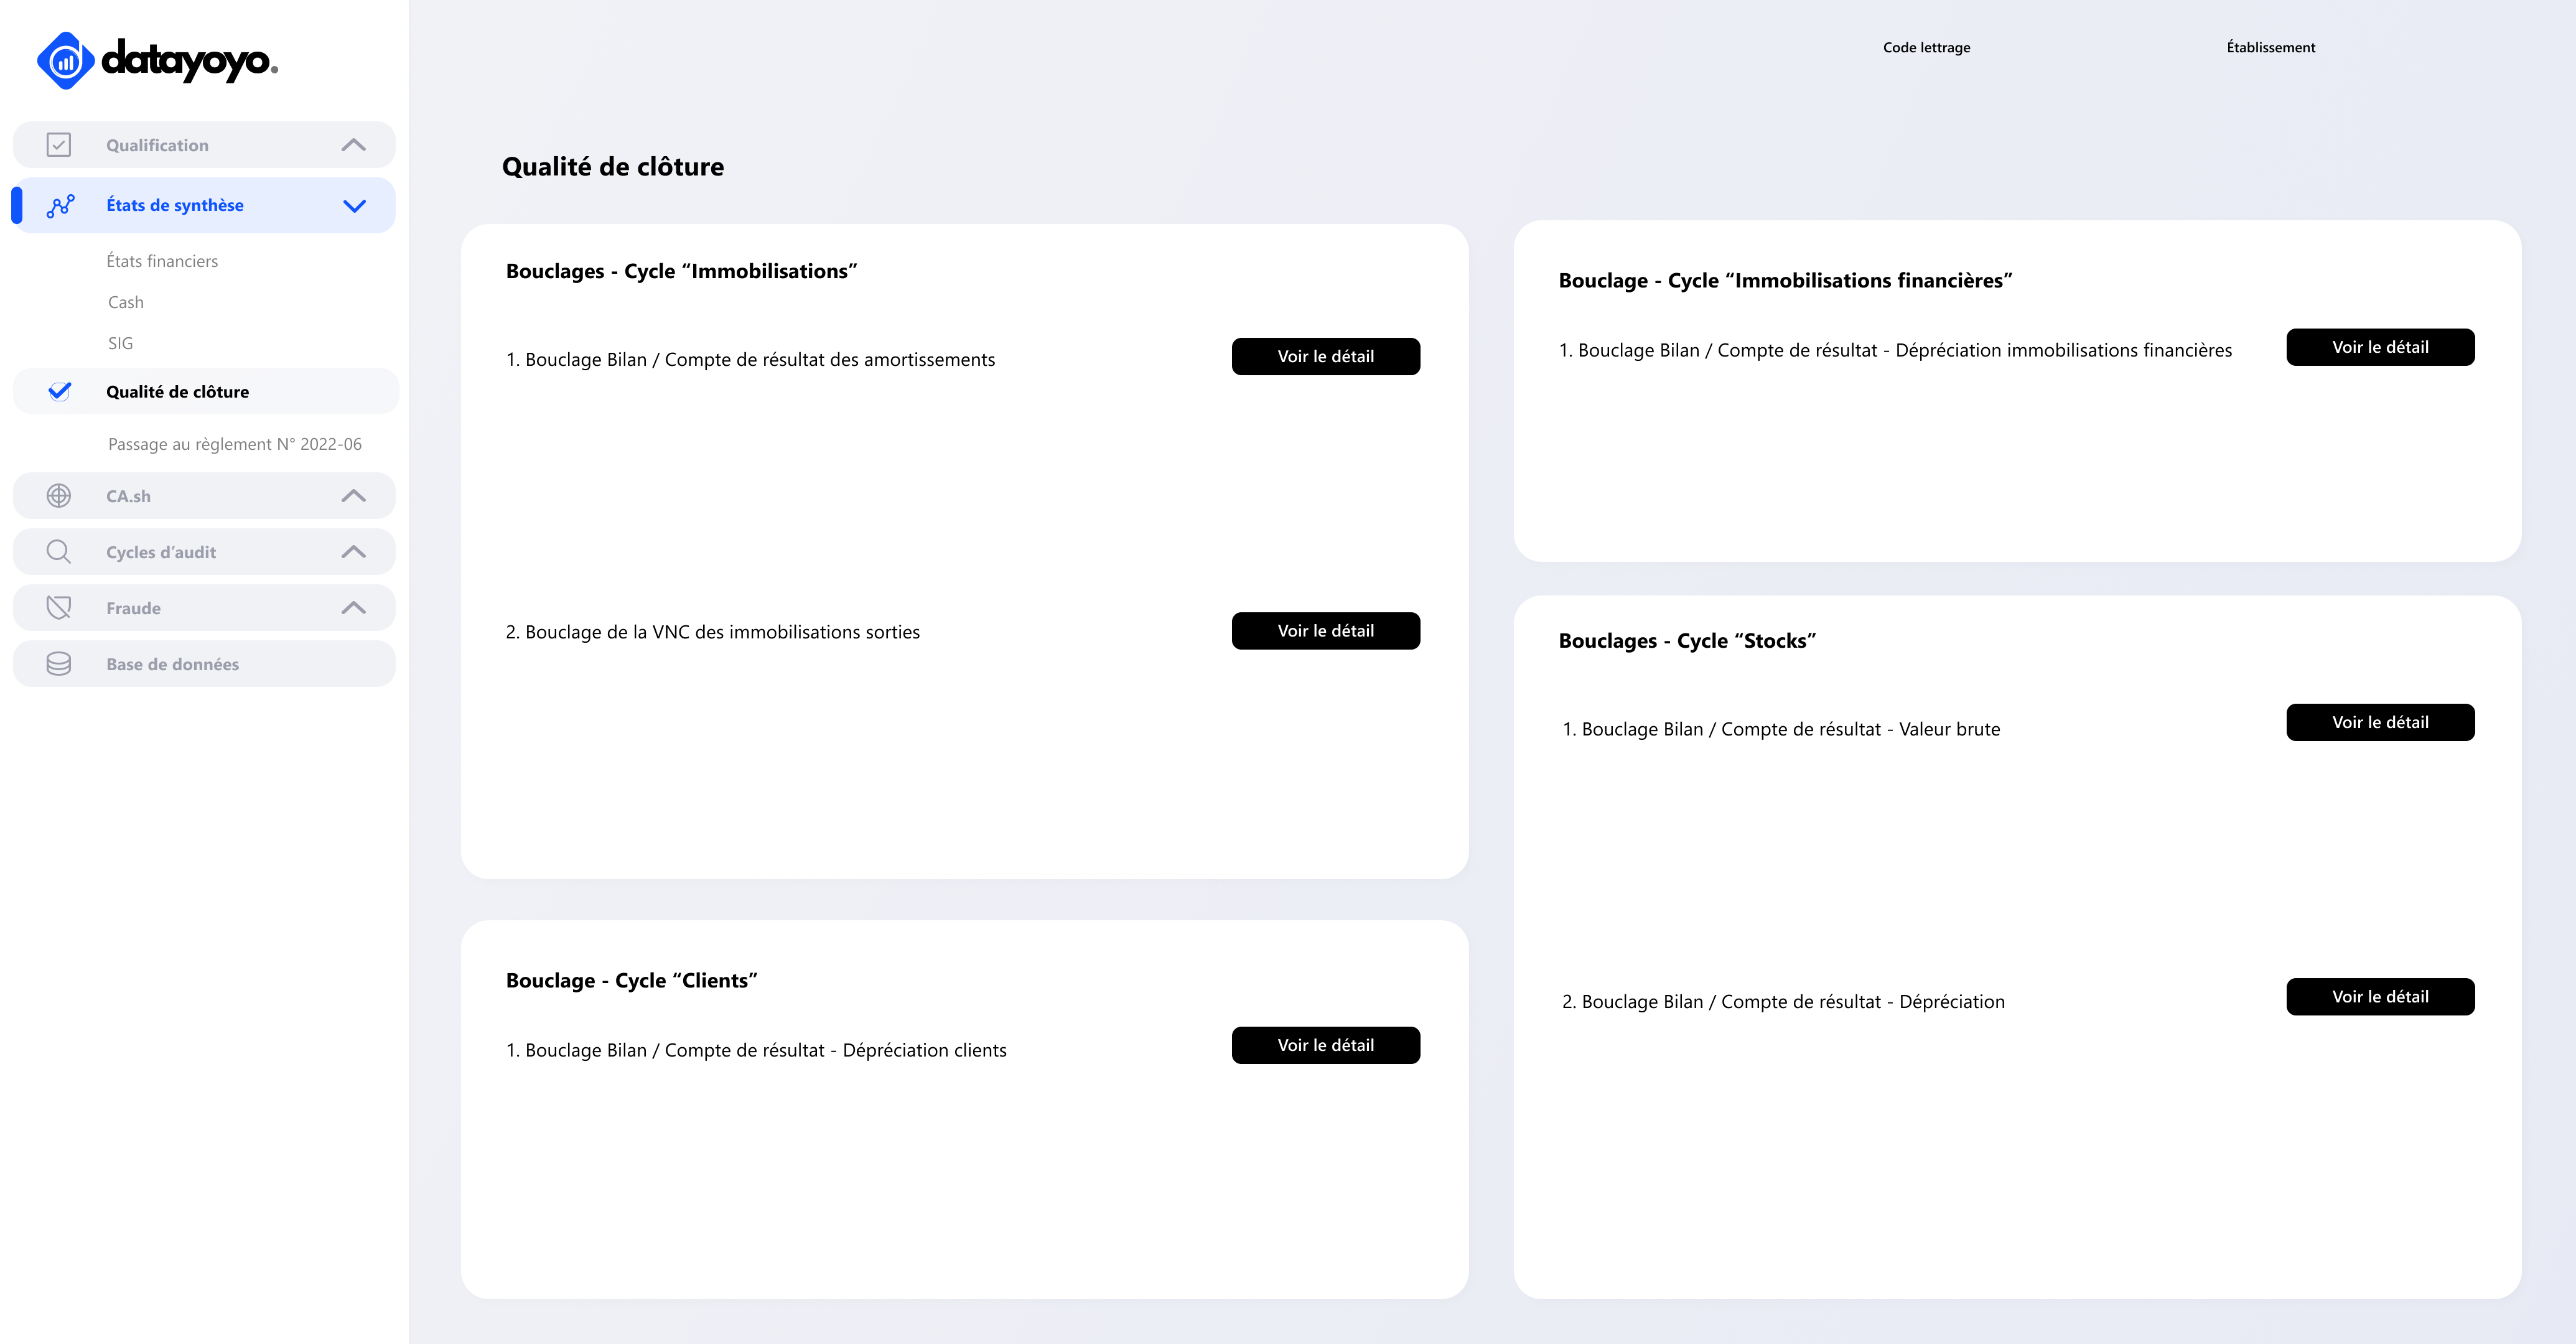 datayoyo.
Qualification
États de synthèse
États financiers
Cash
SIG
Qualité de clôture
Passage au règlement N° 2022-06
CA.sh
Cycles d’audit
Fraude
Base de données
Code lettrage
Établissement
Qualité de clôture
Bouclages - Cycle “Immobilisations”
1. Bouclage Bilan / Compte de résultat des amortissements
Voir le détail
2. Bouclage de la VNC des immobilisations sorties
Voir le détail
Bouclage - Cycle “Clients”
1. Bouclage Bilan / Compte de résultat - Dépréciation clients
Voir le détail
Bouclage - Cycle “Immobilisations financières”
1. Bouclage Bilan / Compte de résultat - Dépréciation immobilisations financières
Voir le détail
Bouclages - Cycle “Stocks”
1. Bouclage Bilan / Compte de résultat - Valeur brute
Voir le détail
2. Bouclage Bilan / Compte de résultat - Dépréciation
Voir le détail